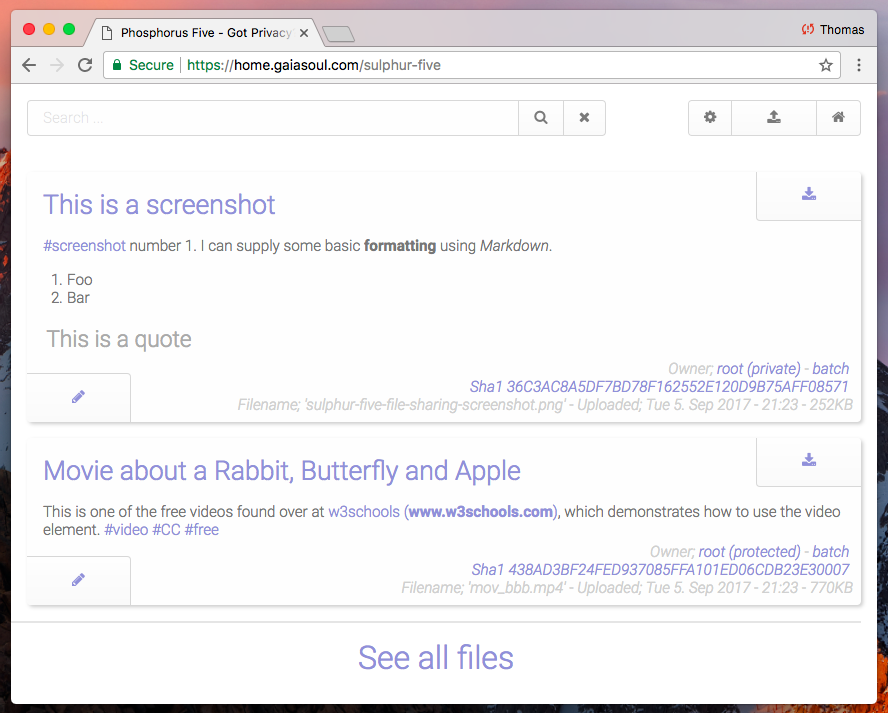 Phosphorus Five - Got Privacy
Thomas
Secure
https://home.gaiasoul.com/sulphur-five
Search ...
This is a screenshot
#screenshot number 1. I can supply some basic formatting using Markdown.
1. Foo
2. Bar
This is a quote
Owner; root (private) - batch
Sha1 36C3AC8A5DF7BD78F162552E120D9B75AFF08571
Filename; 'sulphur-five-file-sharing-screenshot.png' - Uploaded; Tue 5. Sep 2017 - 21:23 - 252KB
Movie about a Rabbit, Butterfly and Apple
This is one of the free videos found over at w3schools (www.w3schools.com), which demonstrates how to use the video
element. #video #CC #free
Owner; root (protected) - batch
Sha1 438AD3BF24FED937085FFA101ED06CDB23E30007
Filename; 'mov_bbb.mp4' - Uploaded; Tue 5. Sep 2017 - 21:23 - 770KB
See all files